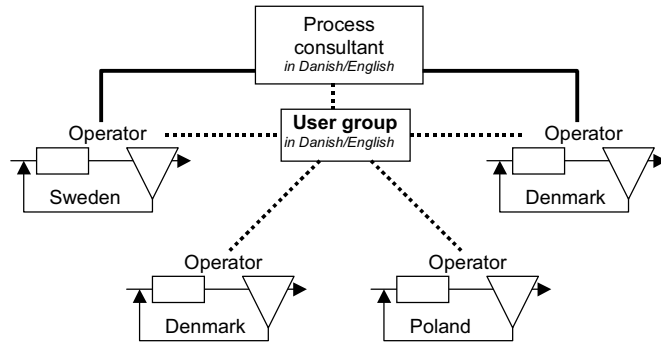 Process
consultant
in Danish/English
User group
in Danish/English
Operator
Sweden
Operator
Denmark
Operator
Denmark
Operator
Poland